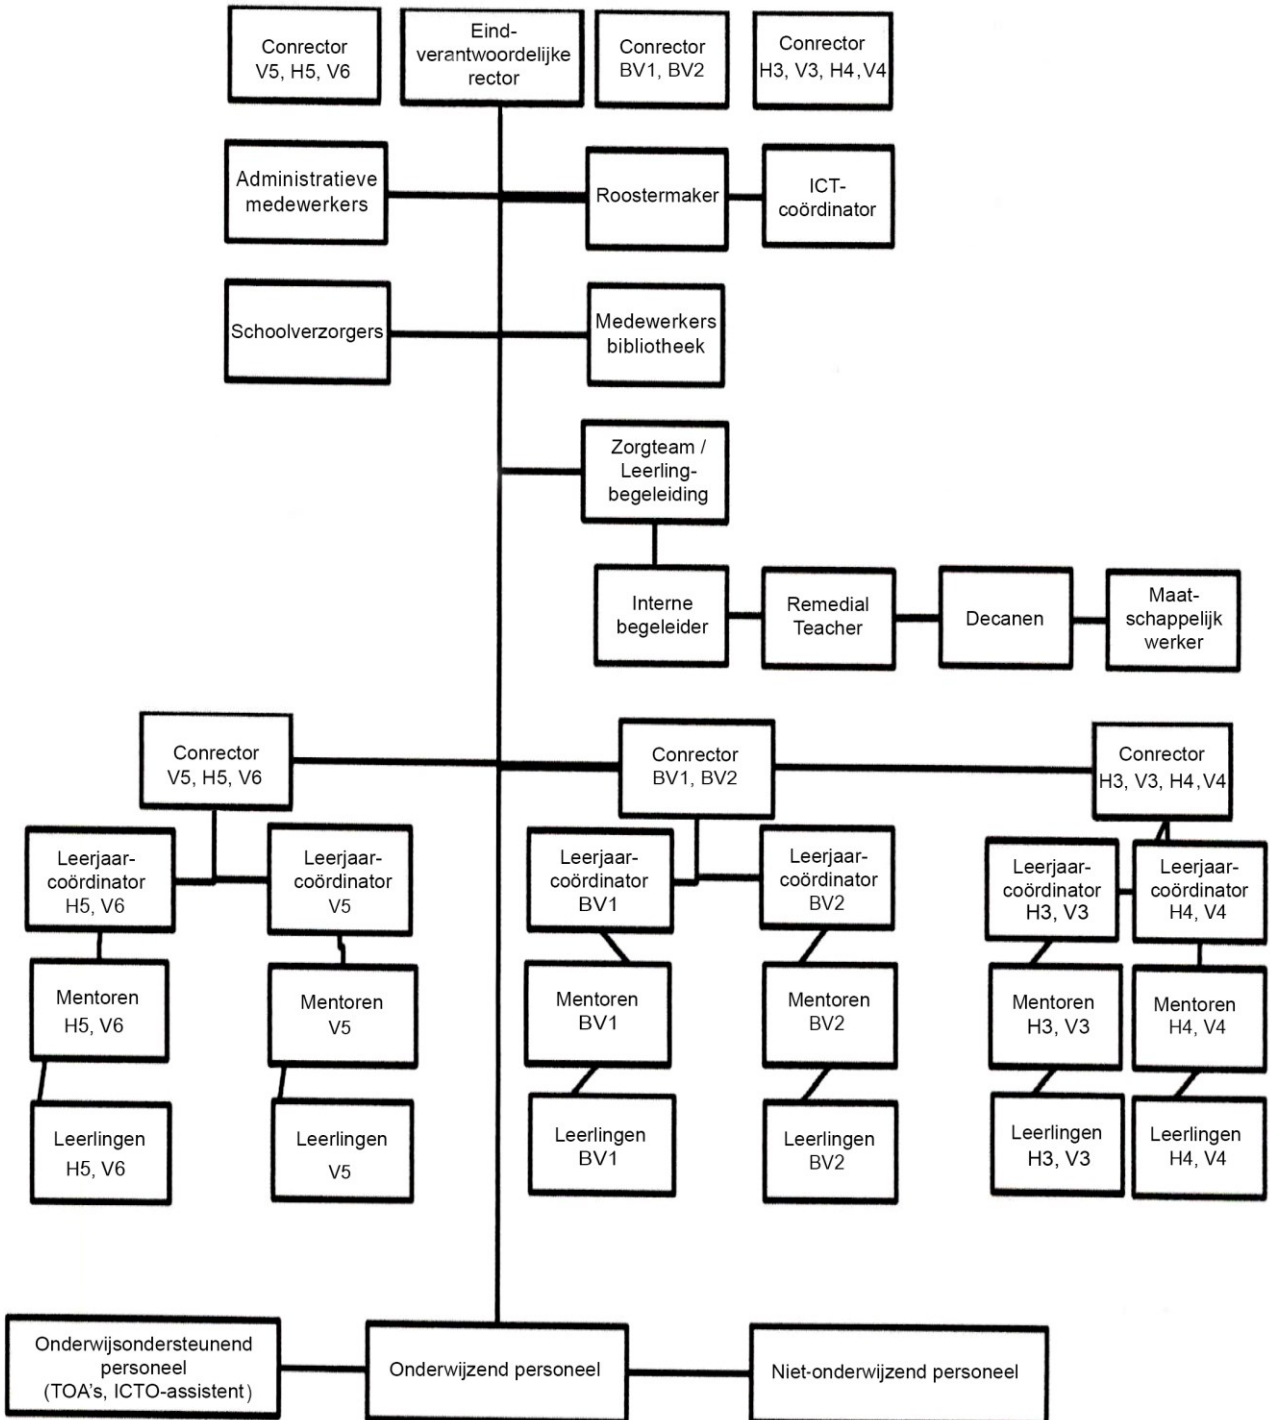 Conrector
V5, H5, V6
Eind-
verantwoordelijke
rector
Conrector
BV1, BV2
Conrector
H3, V3, H4, V4
Administratieve
medewerkers
Roostermaker
ICT-
coördinator
Schoolverzorgers
Medewerkers
bibliotheek
Zorgteam /
Leerling-
begeleiding
Interne
begeleider
Remedial
Teacher
Decanen
Maat-
schappelijk
werker
Conrector
V5, H5, V6
Conrector
BV1, BV2
Conrector
H3, V3, H4, V4
Leerjaar-
coördinator
H5, V6
Leerjaar-
coördinator
V5
Leerjaar-
coördinator
BV1
Leerjaar-
coördinator
BV2
Leerjaar-
coördinator
H3, V3
Leerjaar-
coördinator
H4, V4
Mentoren
H5, V6
Mentoren
V5
Mentoren
BV1
Mentoren
BV2
Mentoren
H3, V3
Mentoren
H4, V4
Leerlingen
H5, V6
Leerlingen
V5
Leerlingen
BV1
Leerlingen
BV2
Leerlingen
H3, V3
Leerlingen
H4, V4
Onderwijsondersteunend
personeel
(TOA's, ICTO-assistent)
Onderwijzend personeel
Niet-onderwijzend personeel